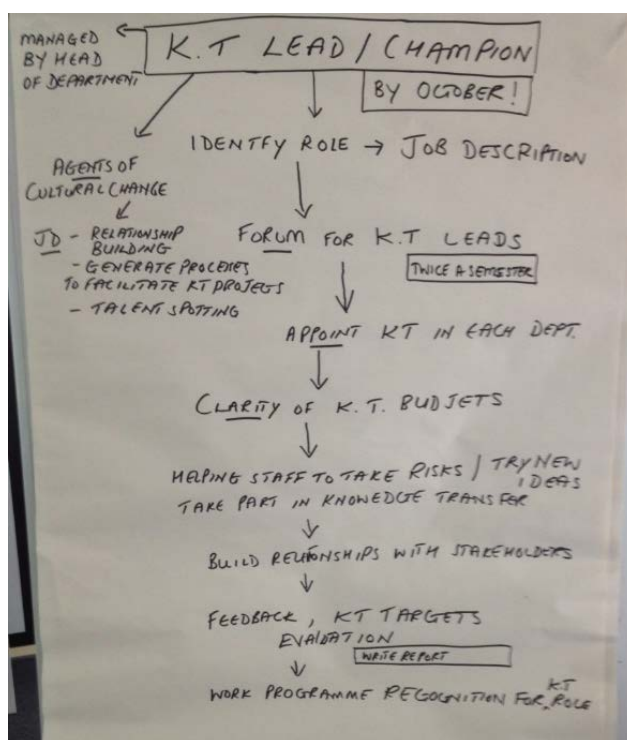 MANAGED
BY HEAD
OF DEPARTMENT
K.T LEAD / CHAMPION
BY OCTOBER!
IDENTFY ROLE → JOB DESCRIPTION
AGENTS OF
CULTURAL CHANGE
JD - RELATIONSHIP
BUILDING
- GENERATE PROCESSES
TO FACILITATE KT PROJECTS
- TALENT SPOTTING
FORUM FOR K.T LEADS
TWICE A SEMESTER
APPOINT KT IN EACH DEPT.
CLARITY OF K.T. BUDJETS
HELPING STAFF TO TAKE RISKS / TRY NEW
IDEAS
TAKE PART IN KNOWEDGE TRANSFER
BUILD RELATIONSHIPS WITH STAKEHOLDERS
FEEDBACK, KT TARGETS
EVALUATION
WRITE REPORT
WORK PROGRAMME REGOGNITION FOR KT ROLE